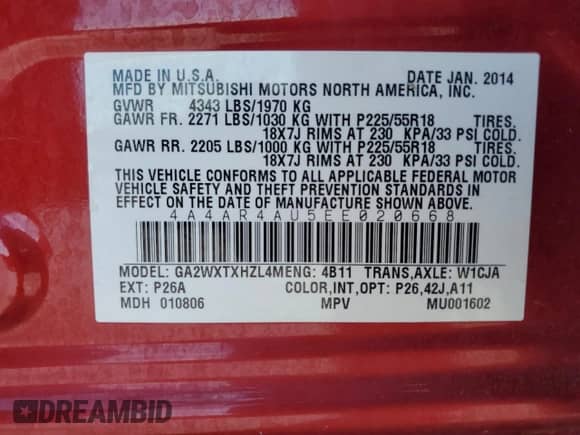 MADE IN U.S.A. DATE JAN. 2014
MFD BY MITSUBISHI MOTORS NORTH AMERICA, INC.
GVWR 4343 LBS/1970 KG
GAWR FR. 2271 LBS/1030 KG WITH P225/55R18 TIRES.
18X7J RIMS AT 230 KPA/33 PSI COLD.
GAWR RR. 2205 LBS/1000 KG WITH P225/55R18 TIRES.
18X7J RIMS AT 230 KPA/33 PSI COLD.
THIS VEHICLE CONFORMS TO ALL APPLICABLE FEDERAL MOTOR
VEHICLE SAFETY AND THEFT PREVENTION STANDARDS IN
EFFECT ON THE DATE OF MANUFACTURE SHOWN ABOVE.
4A4AR4AU5EE020668
MODEL: GA2WXTXHZL4MENG: 4B11 TRANS,AXLE: W1CJA
EXT: P26A COLOR,INT,OPT: P26,42J,A11
MDH 010806 MPV MU001602
DREAMBID